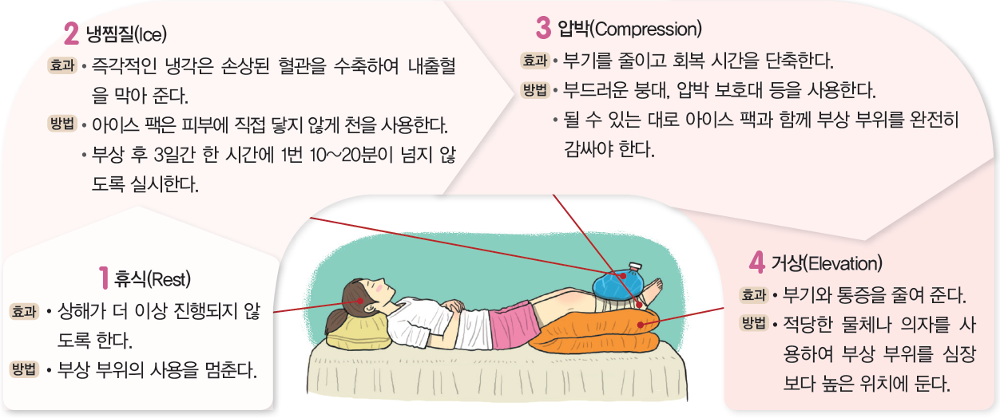 1 휴식(Rest)
효과 • 상해가 더 이상 진행되지 않
도록 한다.
방법 • 부상 부위의 사용을 멈춘다.
2 냉찜질(Ice)
효과 • 즉각적인 냉각은 손상된 혈관을 수축하여 내출혈
을 막아 준다.
방법 • 아이스 팩은 피부에 직접 닿지 않게 천을 사용한다.
• 부상 후 3일간 한 시간에 1번 10~20분이 넘지 않
도록 실시한다.
3 압박(Compression)
효과 • 부기를 줄이고 회복 시간을 단축한다.
방법 • 부드러운 붕대, 압박 보호대 등을 사용한다.
• 될 수 있는 대로 아이스 팩과 함께 부상 부위를 완전히
감싸야 한다.
4 거상(Elevation)
효과 • 부기와 통증을 줄여 준다.
방법 • 적당한 물체나 의자를 사
용하여 부상 부위를 심장
보다 높은 위치에 둔다.